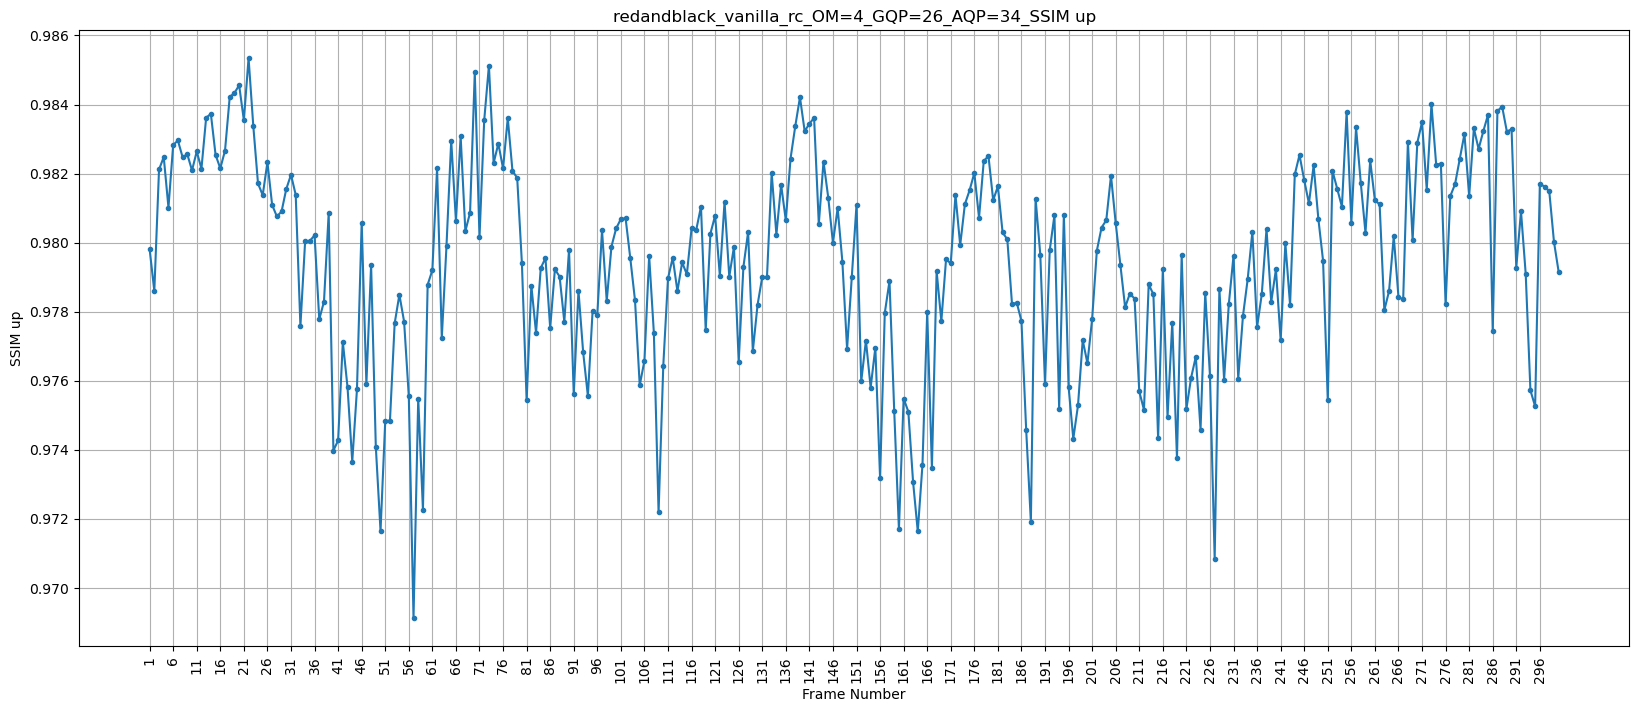 redandblack_vanilla_rc_OM=4_GQP=26_AQP=34_SSIM up
0.986
0.984
0.982
0.980
0.978
0.976
0.974
0.972
0.970
SSIM up
1 6 11 16 21 26 31 36 41 46 51 56 61 66 71 76 81 86 91 96 101 106 111 116 121 126 131 136 141 146 151 156 161 166 171 176 181 186 191 196 201 206 211 216 221 226 231 236 241 246 251 256 261 266 271 276 281 286 291 296
Frame Number